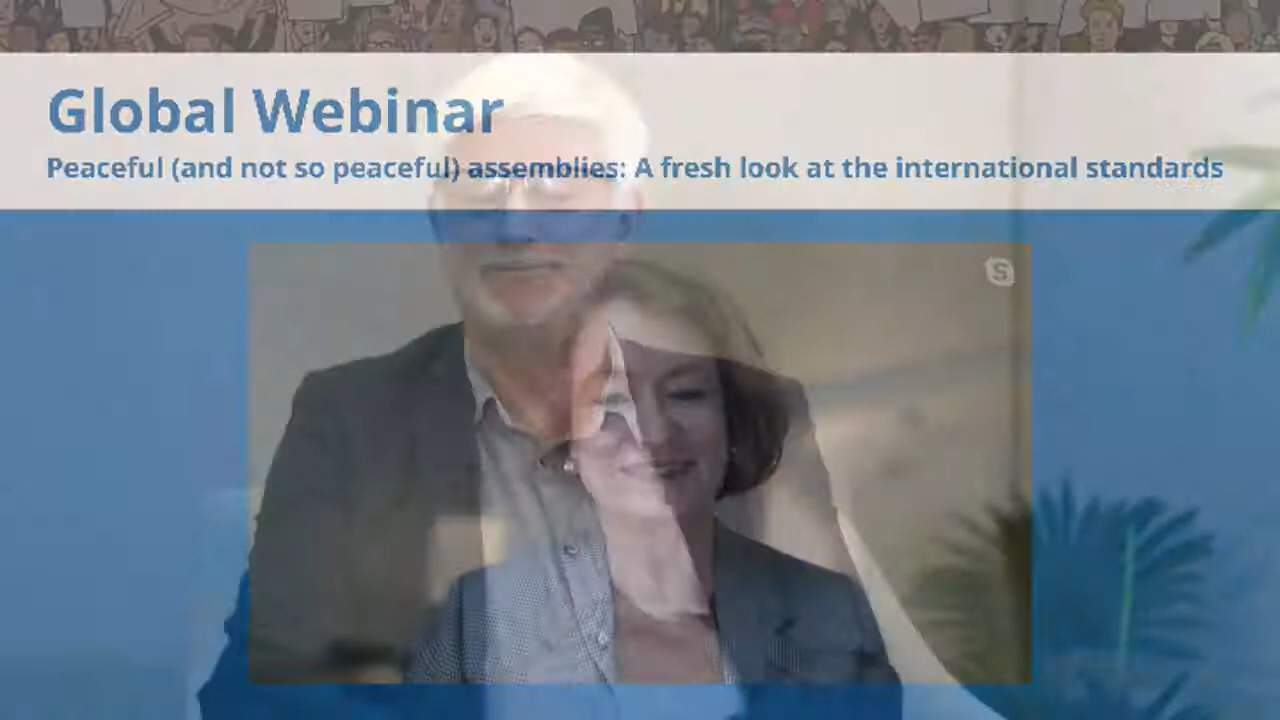 Global Webinar
Peaceful (and not so peaceful) assemblies: A fresh look at the international standards
S